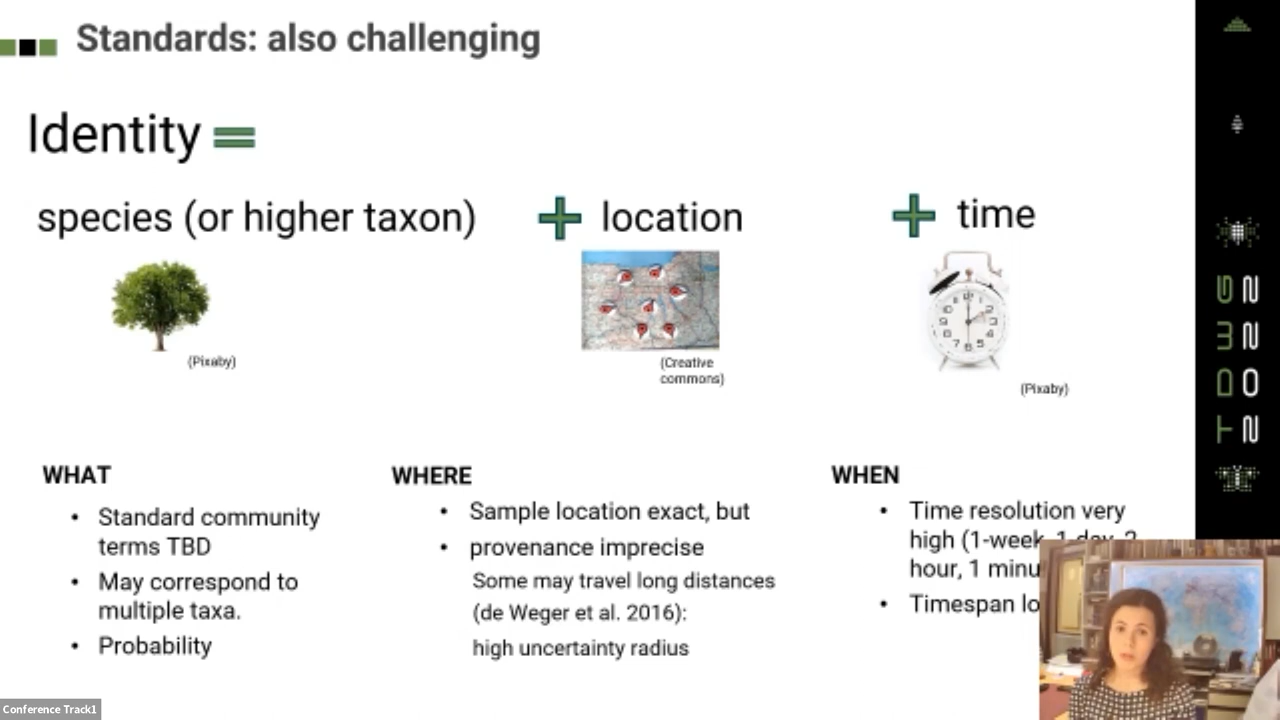 Standards: also challenging
Identity =
species (or higher taxon) + location + time
(Pixaby)
(Creative
commons)
(Pixaby)
WHAT
• Standard community
terms TBD
• May correspond to
multiple taxa.
• Probability
WHERE
• Sample location exact, but
• provenance imprecise
Some may travel long distances
(de Weger et al. 2016):
high uncertainty radius
WHEN
• Time resolution very
high (1-week, 1 day, 2
hour, 1 minu
• Timespan lo
TDWG
2022
Conference Track1